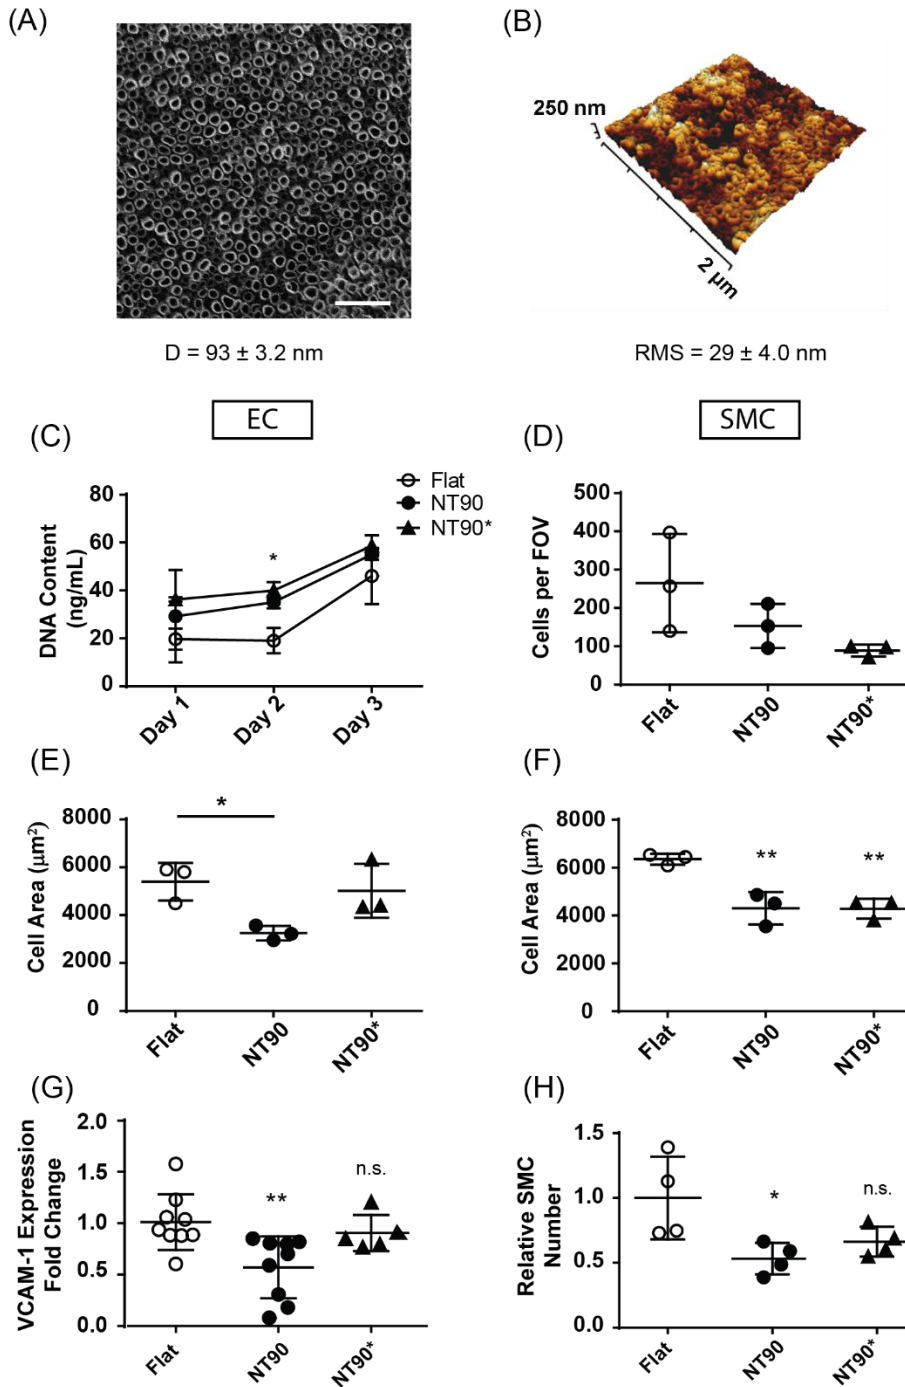 (A)
(B)
250 nm
2 μm
D = 93 ± 3.2 nm
RMS = 29 ± 4.0 nm
EC
SMC
(C)
Flat
NT90
NT90*
DNA Content
(ng/mL)
80
60
40
20
0
*
Day 1
Day 2
Day 3
(D)
Cells per FOV
500
400
300
200
100
0
Flat
NT90
NT90*
(E)
Cell Area (μm²)
8000
6000
4000
2000
0
*
Flat
NT90
NT90*
(F)
Cell Area (μm²)
8000
6000
4000
2000
0
**
**
Flat
NT90
NT90*
(G)
VCAM-1 Expression
Fold Change
2.0
1.5
1.0
0.5
0.0
**
n.s.
Flat
NT90
NT90*
(H)
Relative SMC
Number
1.5
1.0
0.5
0.0
*
n.s.
Flat
NT90
NT90*